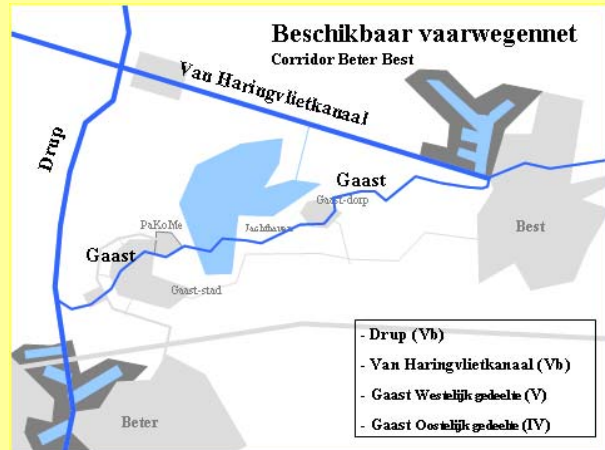 Beschikbaar vaarwegennet
Corridor Beter Best
Van Haringvlietkanaal
Drup
Gaast
Gaast-dorp
PaKoMe
Jachthaven
Best
Gaast
Gaast-stad
Beter
- Drup (Vb)
- Van Haringvlietkanaal (Vb)
- Gaast Westelijk gedeelte (V)
- Gaast Oostelijk gedeelte (IV)